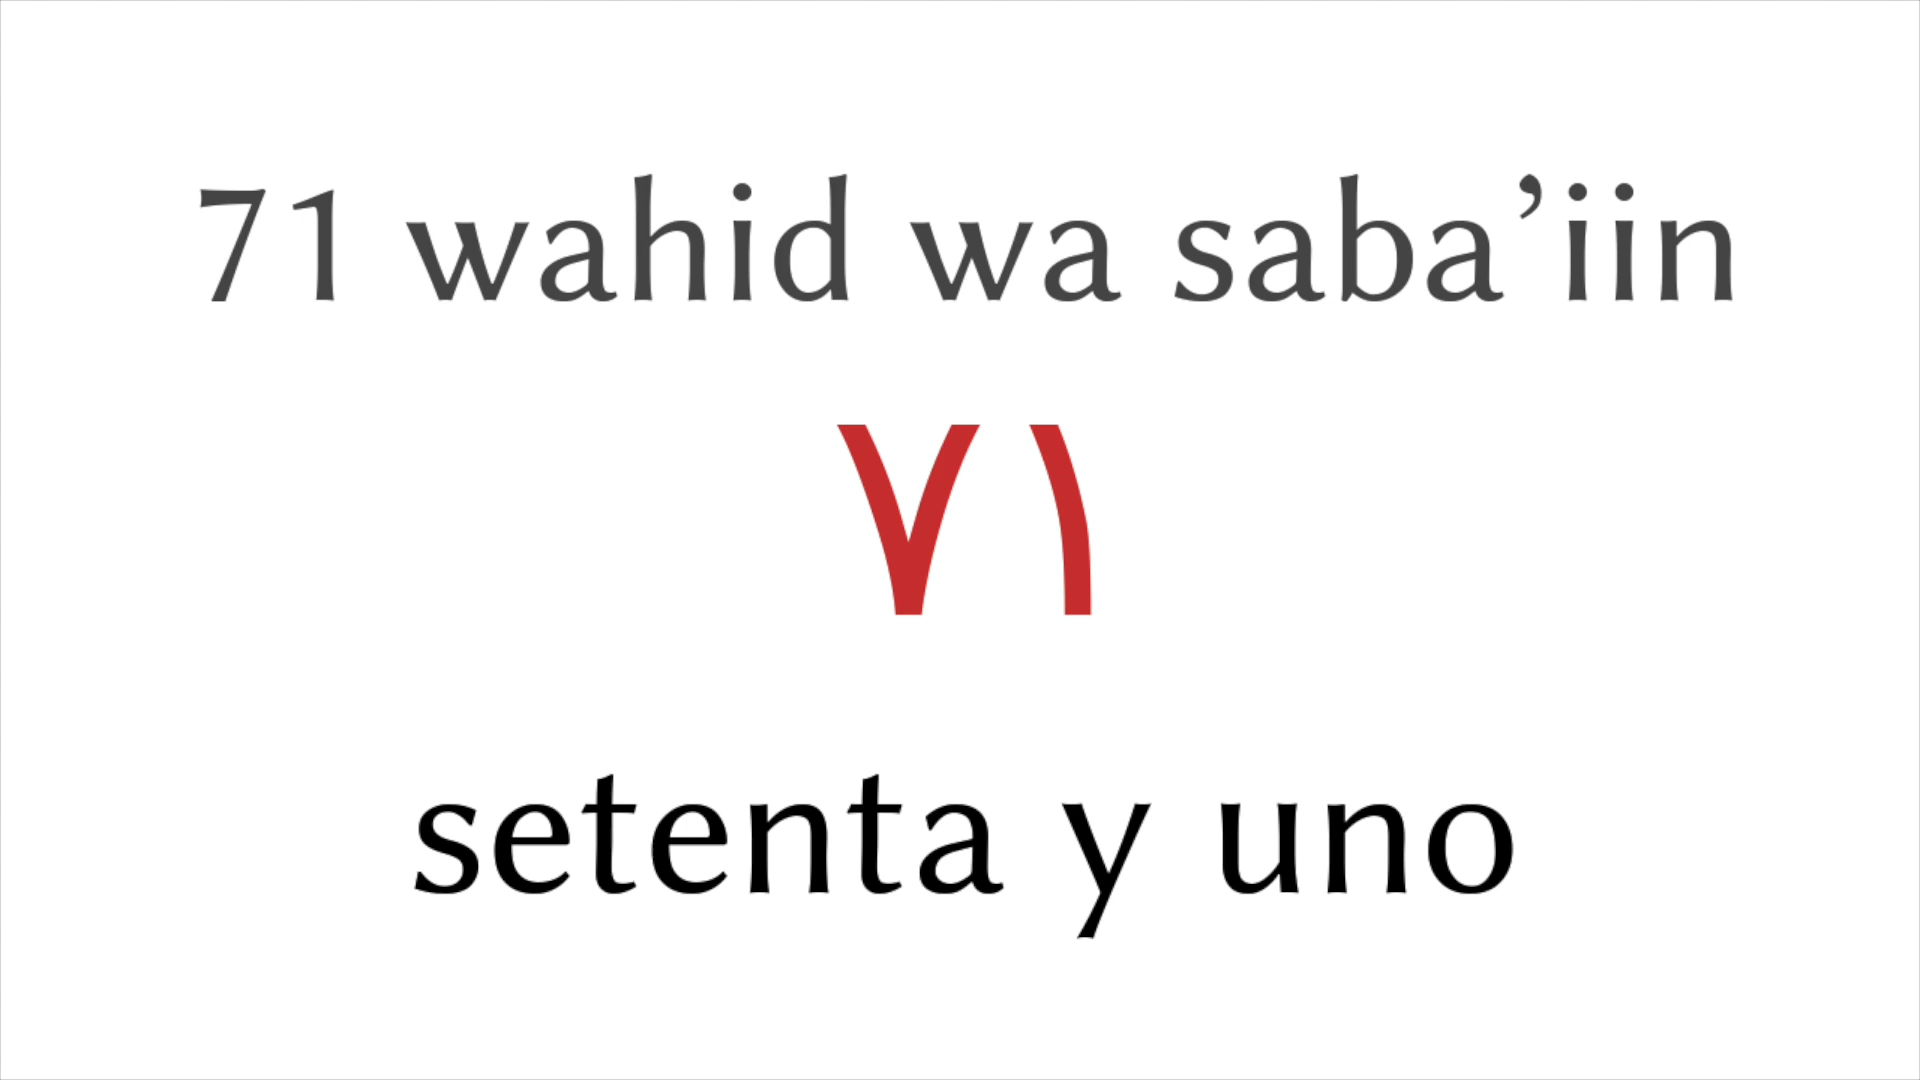 71 wahid wa saba’iin
٧١
setenta y uno